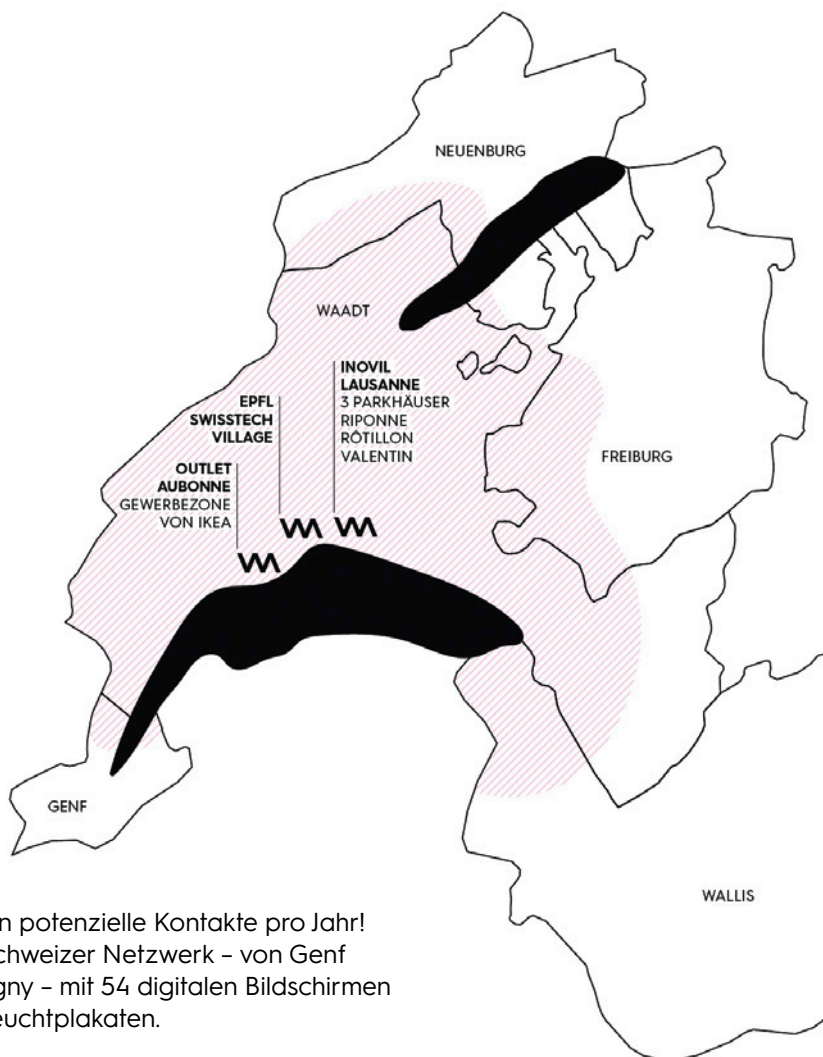 NEUENBURG
WAADT
INOVIL
LAUSANNE
3 PARKHÄUSER
RIPONNE
RÔTILLON
VALENTIN
EPFL
SWISSTECH
VILLAGE
OUTLET
AUBONNE
GEWERBEZONE
VON IKEA
FREIBURG
GENF
WALLIS
n potenzielle Kontakte pro Jahr!
chweizer Netzwerk – von Genf
gny – mit 54 digitalen Bildschirmen
euchtplakaten.